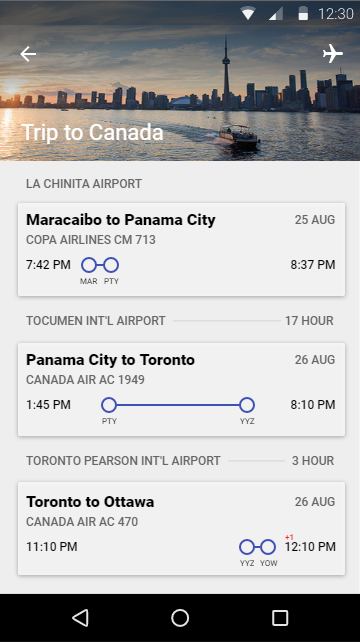 12:30
Trip to Canada
LA CHINITA AIRPORT
Maracaibo to Panama City 25 AUG
COPA AIRLINES CM 713
7:42 PM 8:37 PM
MAR PTY
TOCUMEN INT'L AIRPORT 17 HOUR
Panama City to Toronto 26 AUG
CANADA AIR AC 1949
1:45 PM 8:10 PM
PTY YYZ
TORONTO PEARSON INT'L AIRPORT 3 HOUR
Toronto to Ottawa 26 AUG
CANADA AIR AC 470
+1
11:10 PM 12:10 PM
YYZ YOW